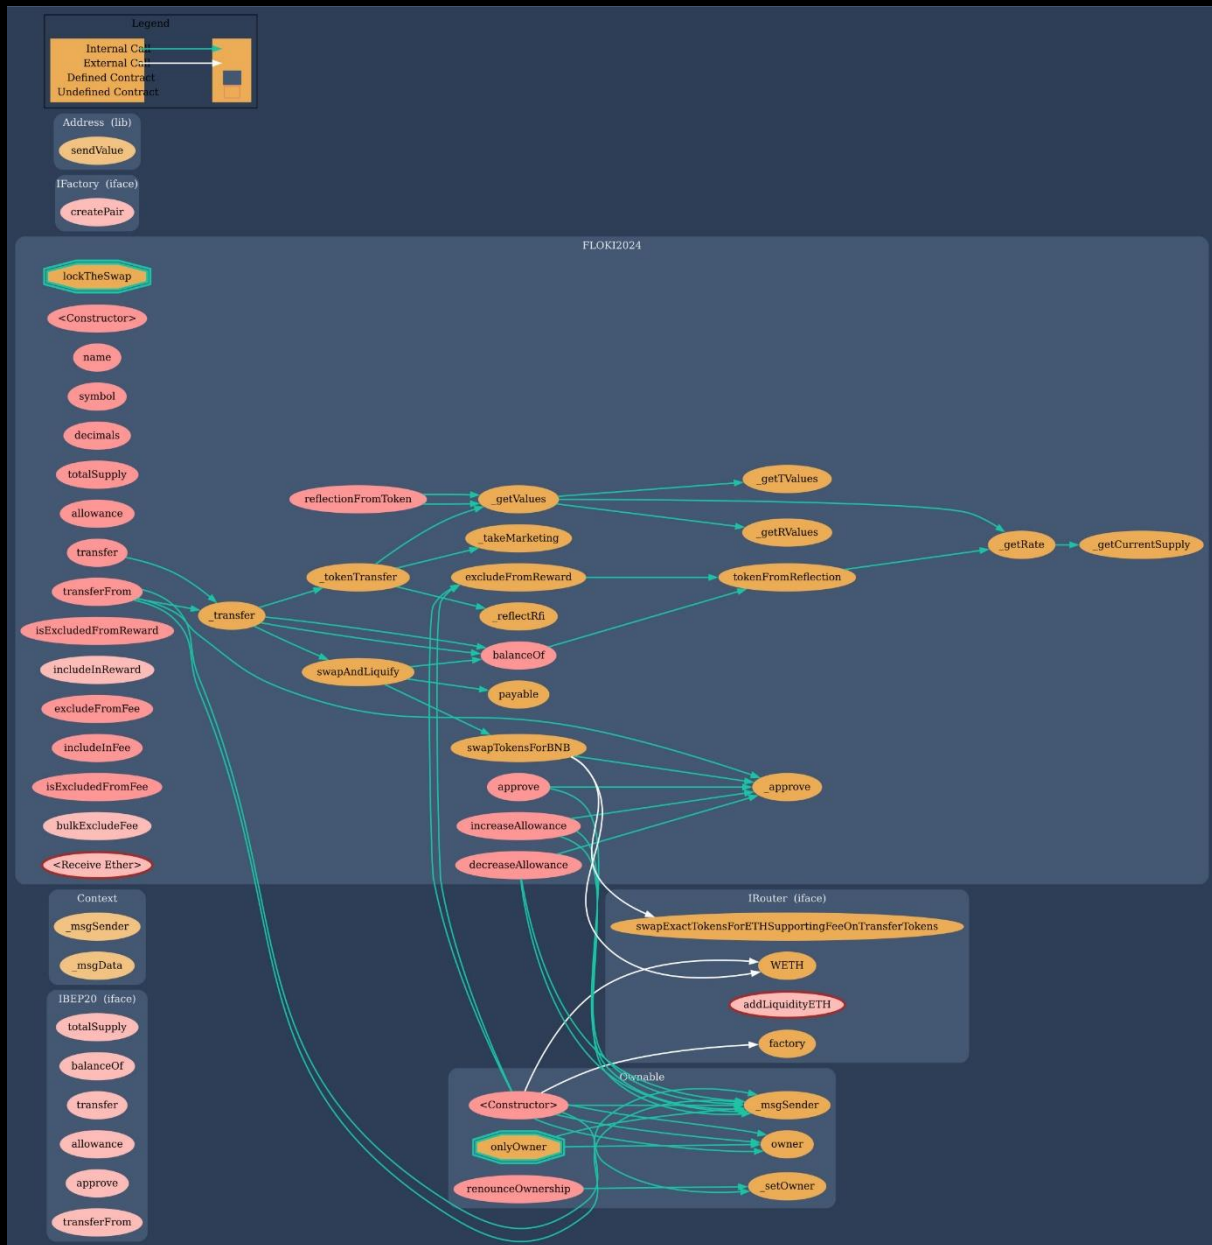 Legend
Internal Call
External Call
Defined Contract
Undefined Contract
Address (lib)
sendValue
IFactory (iface)
createPair
FLOKI2024
lockTheSwap
<Constructor>
name
symbol
decimals
totalSupply
allowance
transfer
transferFrom
isExcludedFromReward
includeInReward
excludeFromFee
includeInFee
isExcludedFromFee
bulkExcludeFee
<Receive Ether>
_transfer
reflectionFromToken
_tokenTransfer
swapAndLiquify
_getValues
_takeMarketing
excludeFromReward
_reflectRfi
balanceOf
payable
swapTokensForBNB
approve
increaseAllowance
decreaseAllowance
_getTValues
_getRValues
tokenFromReflection
_approve
_getRate
_getCurrentSupply
Context
_msgSender
_msgData
IBEP20 (iface)
totalSupply
balanceOf
transfer
allowance
approve
transferFrom
IRouter (iface)
swapExactTokensForETHSupportingFeeOnTransferTokens
WETH
addLiquidityETH
factory
Ownable
<Constructor>
onlyOwner
renounceOwnership
_msgSender
owner
_setOwner